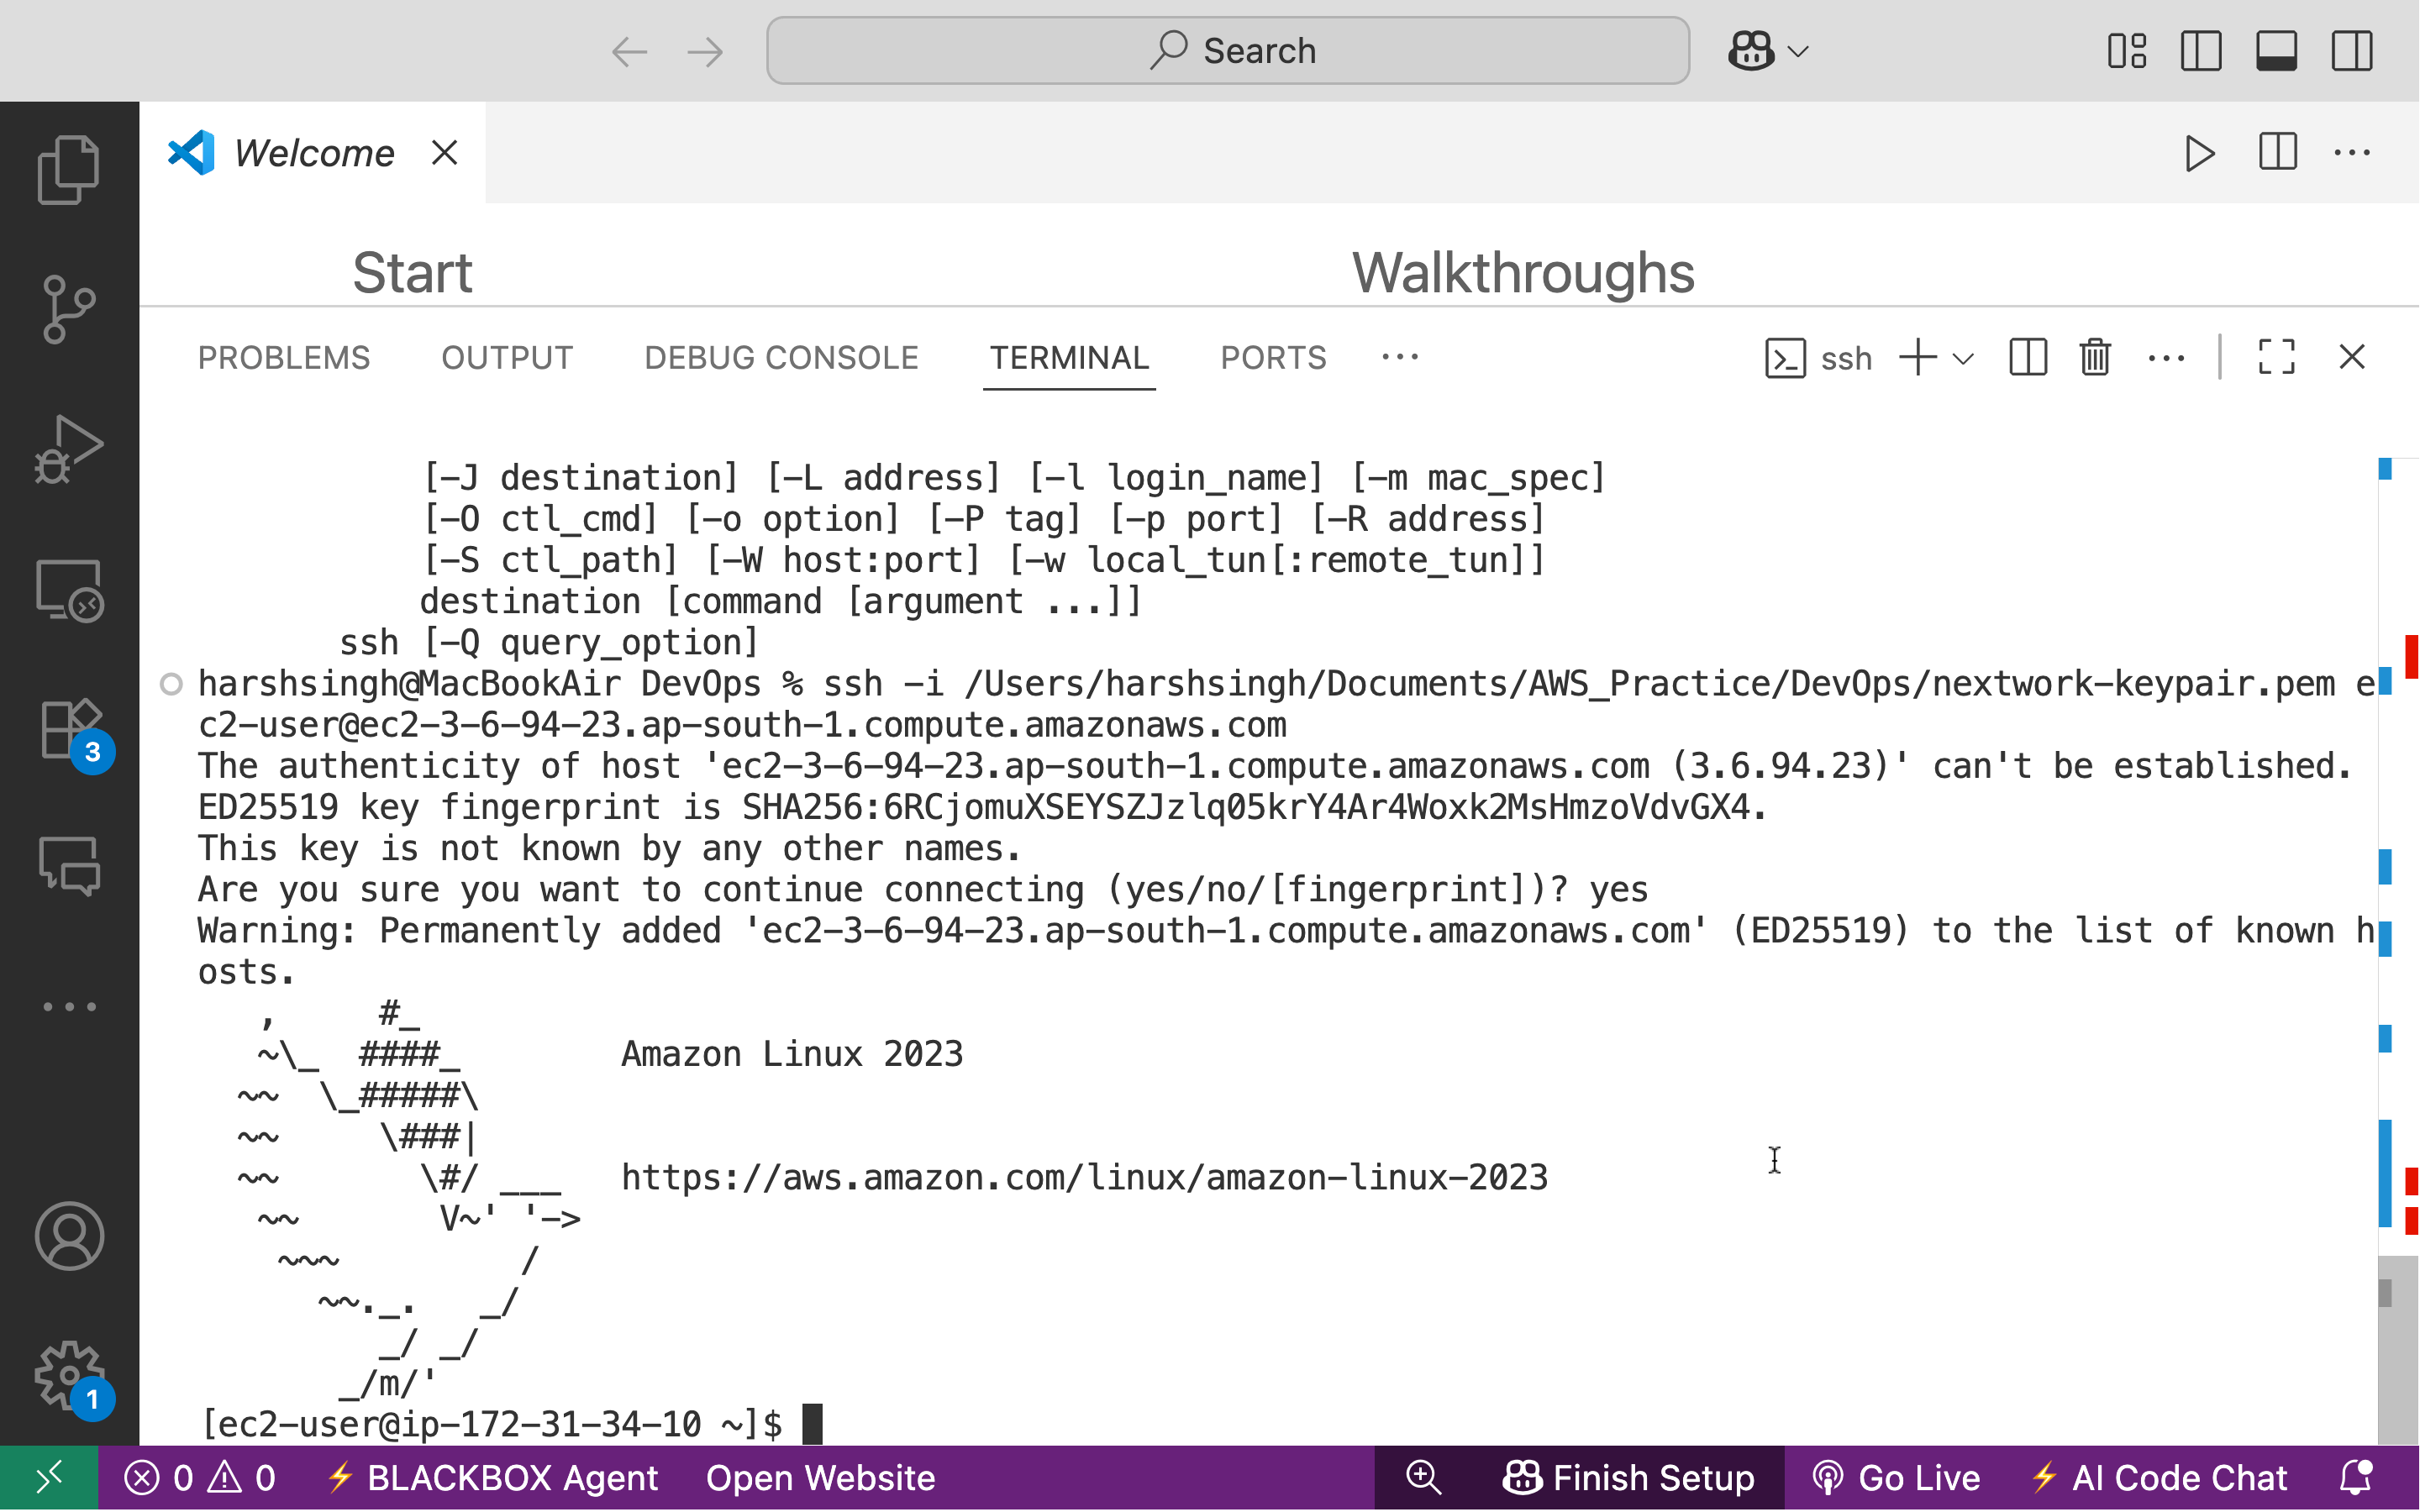 Search
Welcome
Start
Walkthroughs
PROBLEMS OUTPUT DEBUG CONSOLE TERMINAL PORTS ... ssh
[-J destination] [-L address] [-l login_name] [-m mac_spec]
[-O ctl_cmd] [-o option] [-P tag] [-p port] [-R address]
[-S ctl_path] [-W host:port] [-w local_tun[:remote_tun]]
destination [command [argument ...]]
ssh [-Q query_option]
harshsingh@MacBookAir DevOps % ssh -i /Users/harshsingh/Documents/AWS_Practice/DevOps/nextwork-keypair.pem e
c2-user@ec2-3-6-94-23.ap-south-1.compute.amazonaws.com
The authenticity of host 'ec2-3-6-94-23.ap-south-1.compute.amazonaws.com (3.6.94.23)' can't be established.
ED25519 key fingerprint is SHA256:6RCjomuXSEYSZJzlq05krY4Ar4Woxk2MsHmzoVdvGX4.
This key is not known by any other names.
Are you sure you want to continue connecting (yes/no/[fingerprint])? yes
Warning: Permanently added 'ec2-3-6-94-23.ap-south-1.compute.amazonaws.com' (ED25519) to the list of known h
osts.
   ,     #_
   ~\_  ####_        Amazon Linux 2023
  ~~  \_#####\
  ~~     \###|
  ~~       \#/ ___   https://aws.amazon.com/linux/amazon-linux-2023
   ~~       V~' '->
    ~~~         /
      ~~._.   _/
         _/ _/
       _/m/'
[ec2-user@ip-172-31-34-10 ~]$
3
1
0 0 BLACKBOX Agent Open Website Finish Setup Go Live AI Code Chat